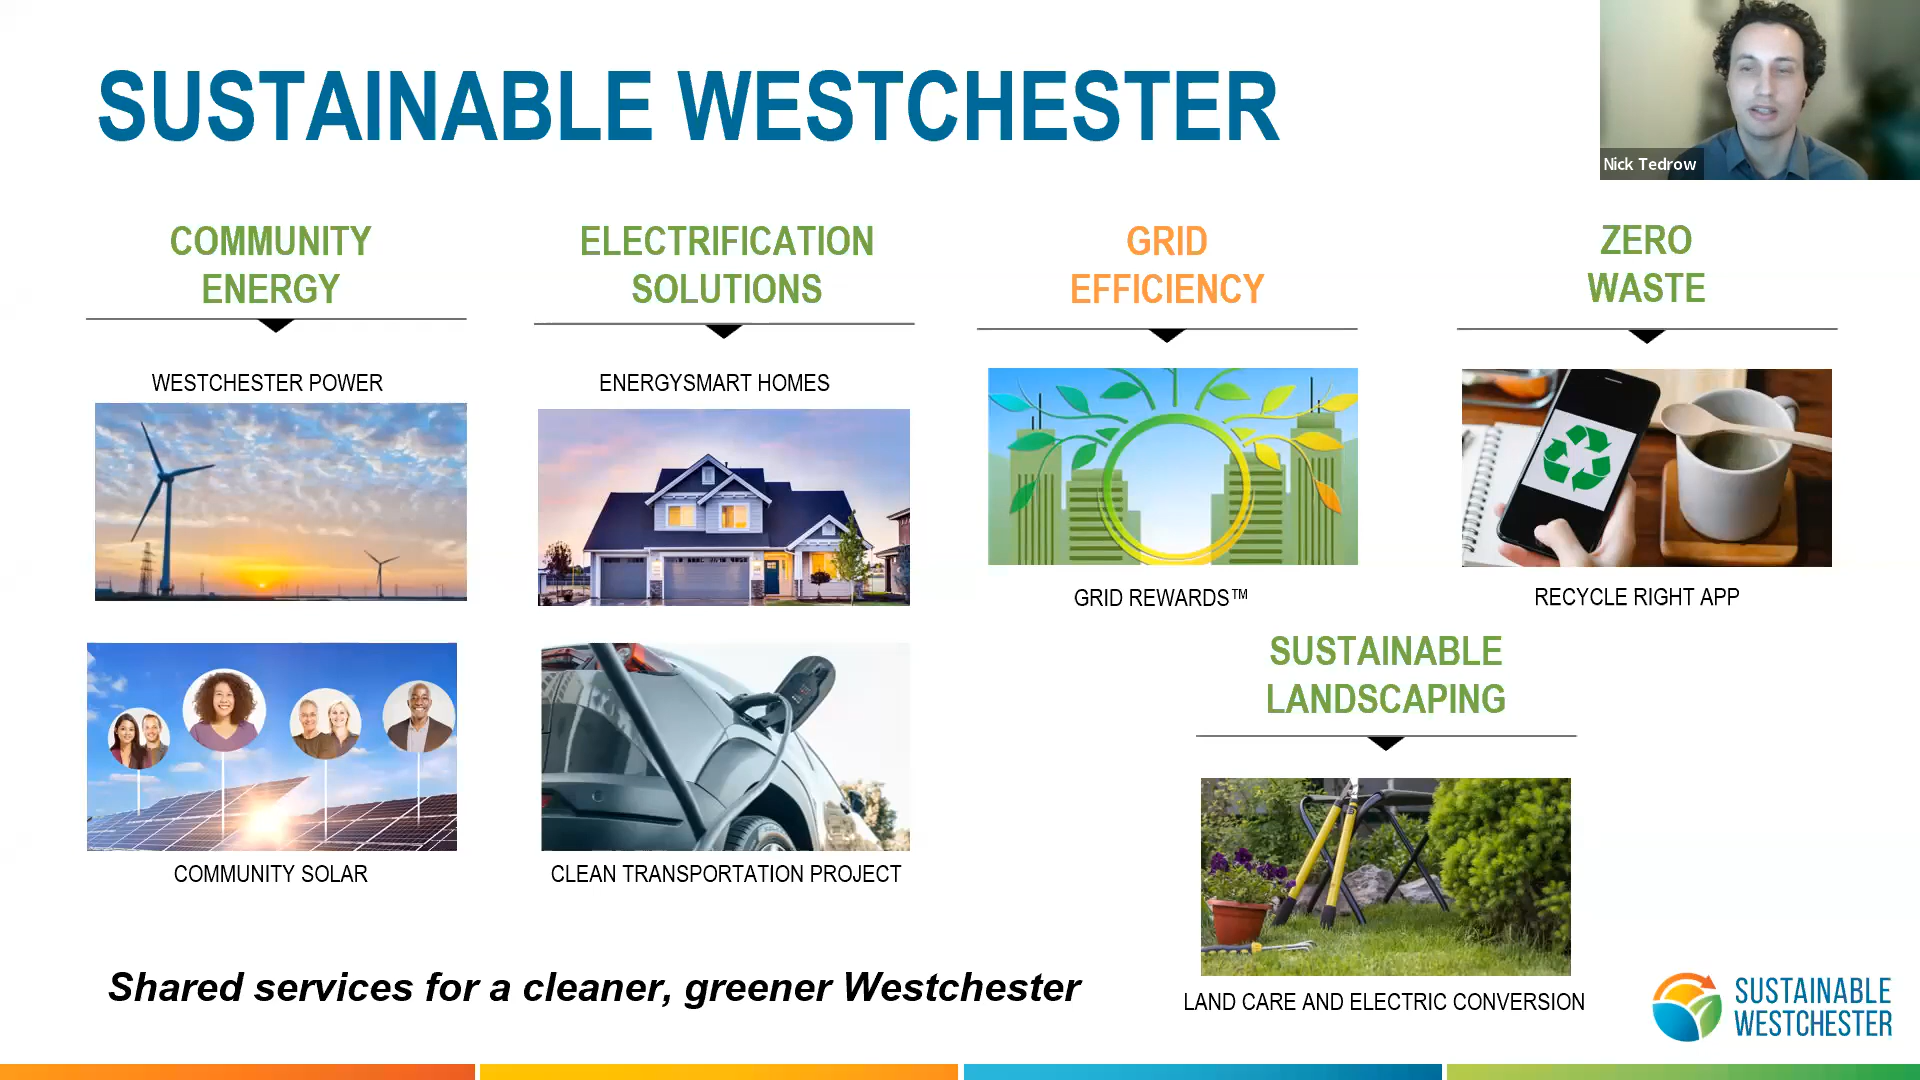 SUSTAINABLE WESTCHESTER
Nick Tedrow
COMMUNITY
ENERGY
WESTCHESTER POWER
COMMUNITY SOLAR
ELECTRIFICATION
SOLUTIONS
ENERGYSMART HOMES
CLEAN TRANSPORTATION PROJECT
GRID
EFFICIENCY
GRID REWARDS™
ZERO
WASTE
RECYCLE RIGHT APP
SUSTAINABLE
LANDSCAPING
LAND CARE AND ELECTRIC CONVERSION
Shared services for a cleaner, greener Westchester
SUSTAINABLE
WESTCHESTER